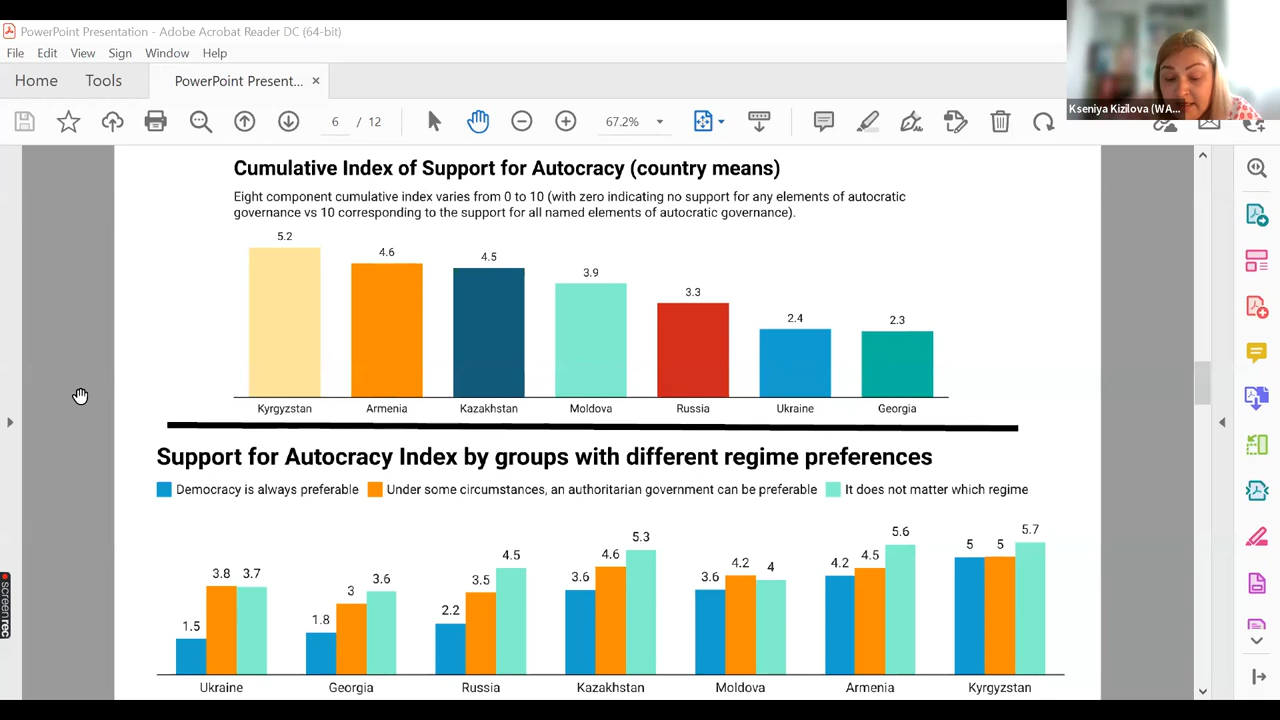 PowerPoint Presentation - Adobe Acrobat Reader DC (64-bit)
File Edit View Sign Window Help
Home Tools PowerPoint Present... ×
6 / 12 67.2%
Kseniya Kizilova (WA...
Cumulative Index of Support for Autocracy (country means)
Eight component cumulative index varies from 0 to 10 (with zero indicating no support for any elements of autocratic
governance vs 10 corresponding to the support for all named elements of autocratic governance).
5.2 4.6 4.5 3.9 3.3 2.4 2.3
Kyrgyzstan Armenia Kazakhstan Moldova Russia Ukraine Georgia
Support for Autocracy Index by groups with different regime preferences
Democracy is always preferable Under some circumstances, an authoritarian government can be preferable It does not matter which regime
1.5 3.8 3.7 1.8 3 3.6 2.2 3.5 4.5 3.6 4.6 5.3 3.6 4.2 4 4.2 4.5 5.6 5 5 5.7
Ukraine Georgia Russia Kazakhstan Moldova Armenia Kyrgyzstan
screenrec